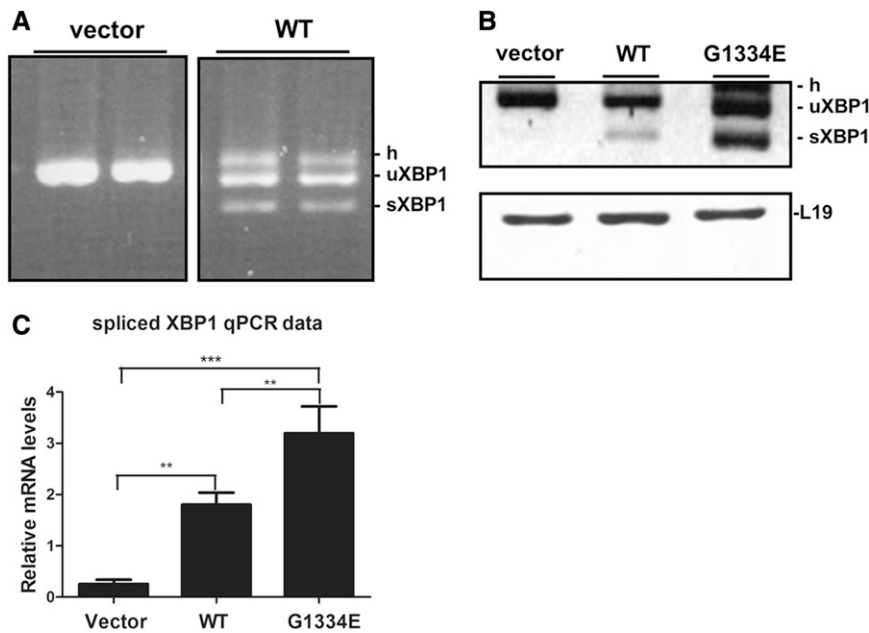 A
vector
WT
- h
- uXBP1
- sXBP1
B
vector
WT
G1334E
- h
- uXBP1
- sXBP1
-L19
C
spliced XBP1 qPCR data
***
**
**
Relative mRNA levels
4
3
2
1
0
Vector
WT
G1334E